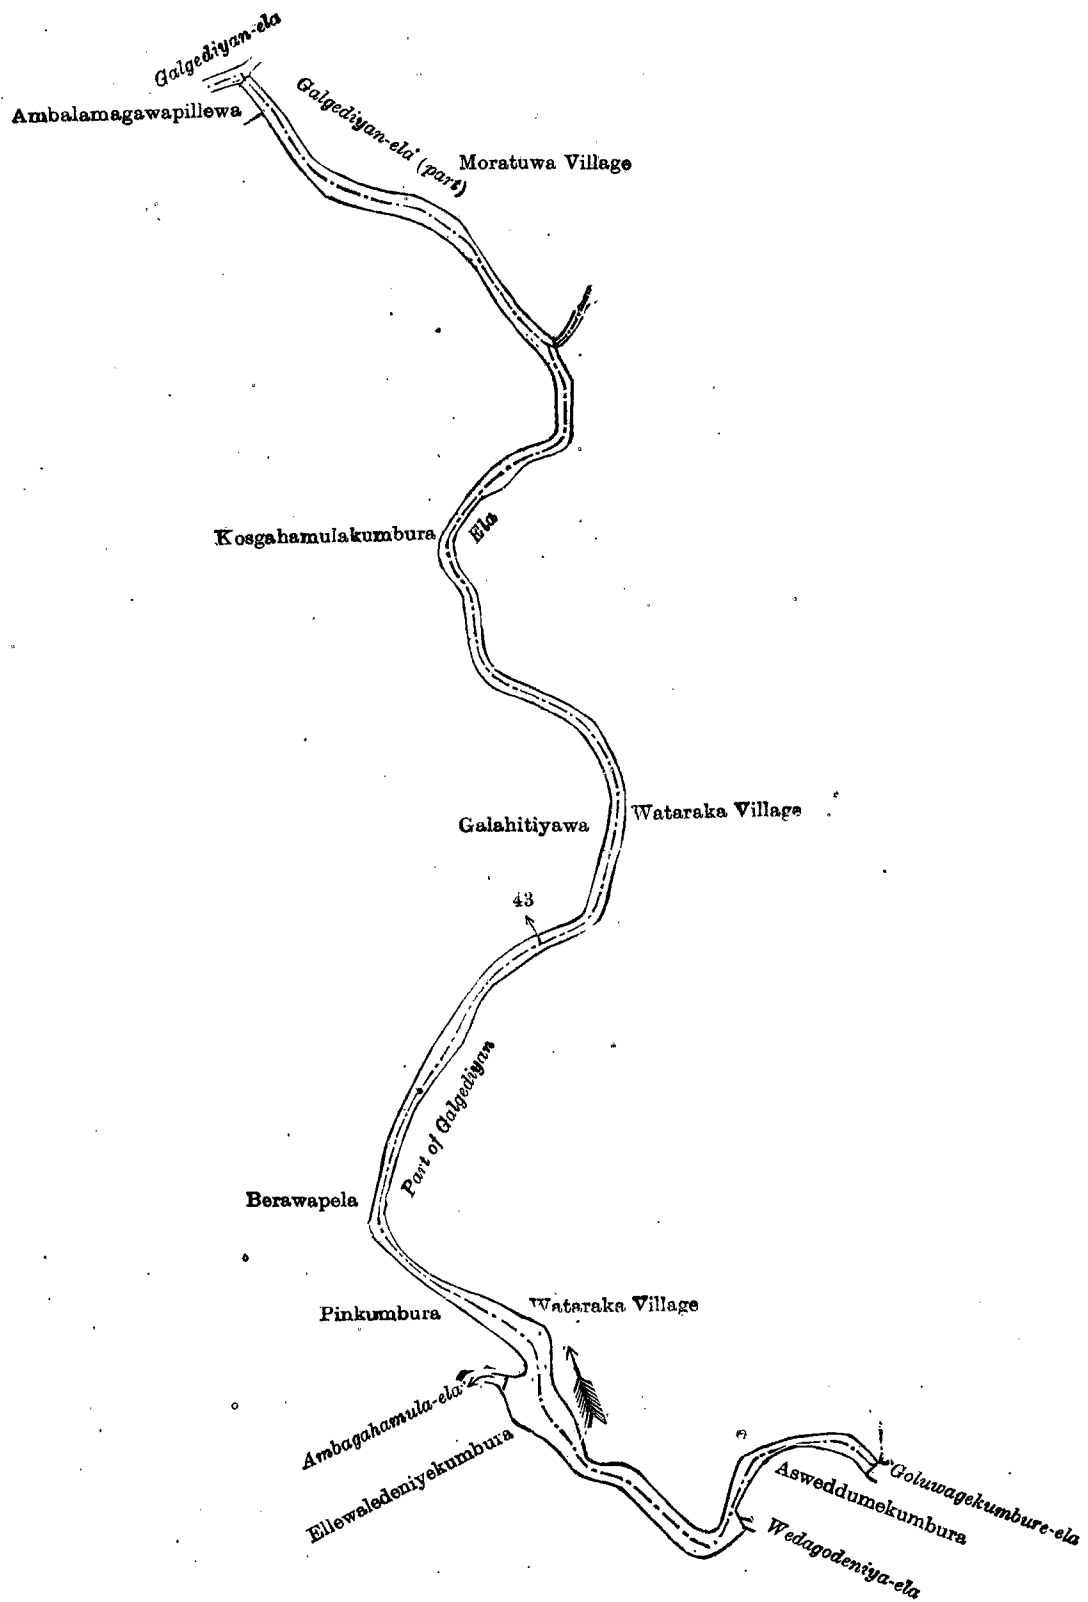 Galgediyan-ela
Ambalamagawapillewa
Galgediyan-ela (part)
Moratuwa Village
Kosgahamulakumbura
Ela
Galahitiyawa
Wataraka Village
43
Part of Galgediyan
Berawapela
Pinkumbura
Wataraka Village
Ambagahamula-ela
Ellewaledeniyekumbura
Asweddumekumbura
Goluwagekumbure-ela
Wedagodeniya-ela